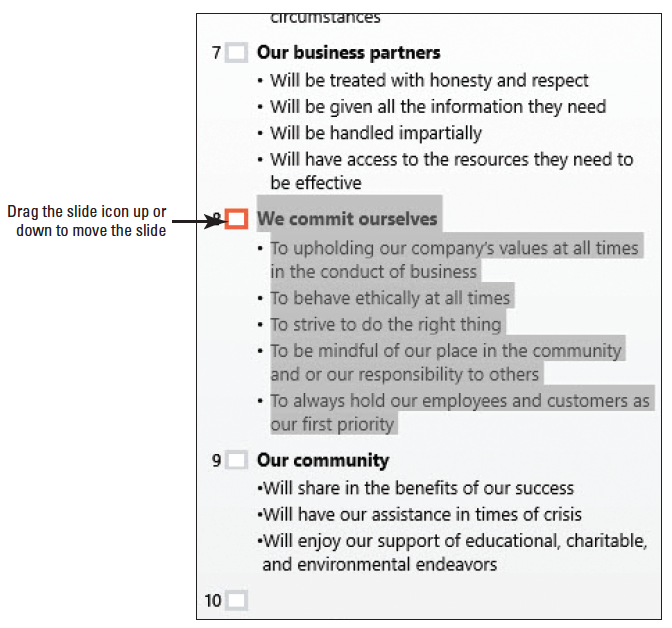 circumstances
7 Our business partners
• Will be treated with honesty and respect
• Will be given all the information they need
• Will be handled impartially
• Will have access to the resources they need to
be effective
Drag the slide icon up or
down to move the slide
8 We commit ourselves
• To upholding our company's values at all times
in the conduct of business
• To behave ethically at all times
• To strive to do the right thing
• To be mindful of our place in the community
and or our responsibility to others
• To always hold our employees and customers as
our first priority
9 Our community
•Will share in the benefits of our success
•Will have our assistance in times of crisis
•Will enjoy our support of educational, charitable,
and environmental endeavors
10